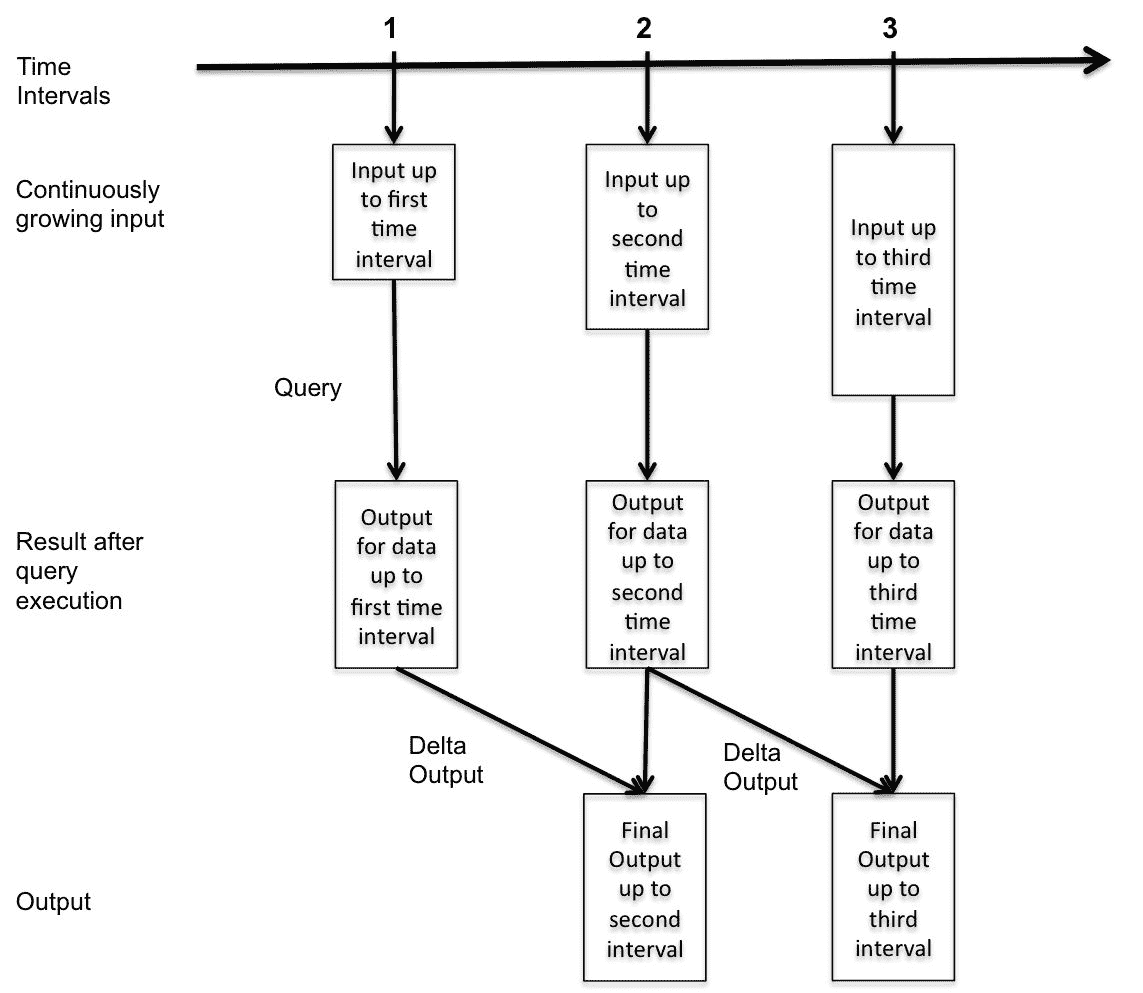 1
2
3
Time
Intervals
Continuously
growing input
Input up
to first
time
interval
Input up
to
second
time
interval
Input up
to third
time
interval
Query
Result after
query
execution
Output
for data
up to
first time
interval
Output
for data
up to
second
time
interval
Output
for data
up to
third
time
interval
Delta
Output
Delta
Output
Output
Final
Output
up to
second
interval
Final
Output
up to
third
interval